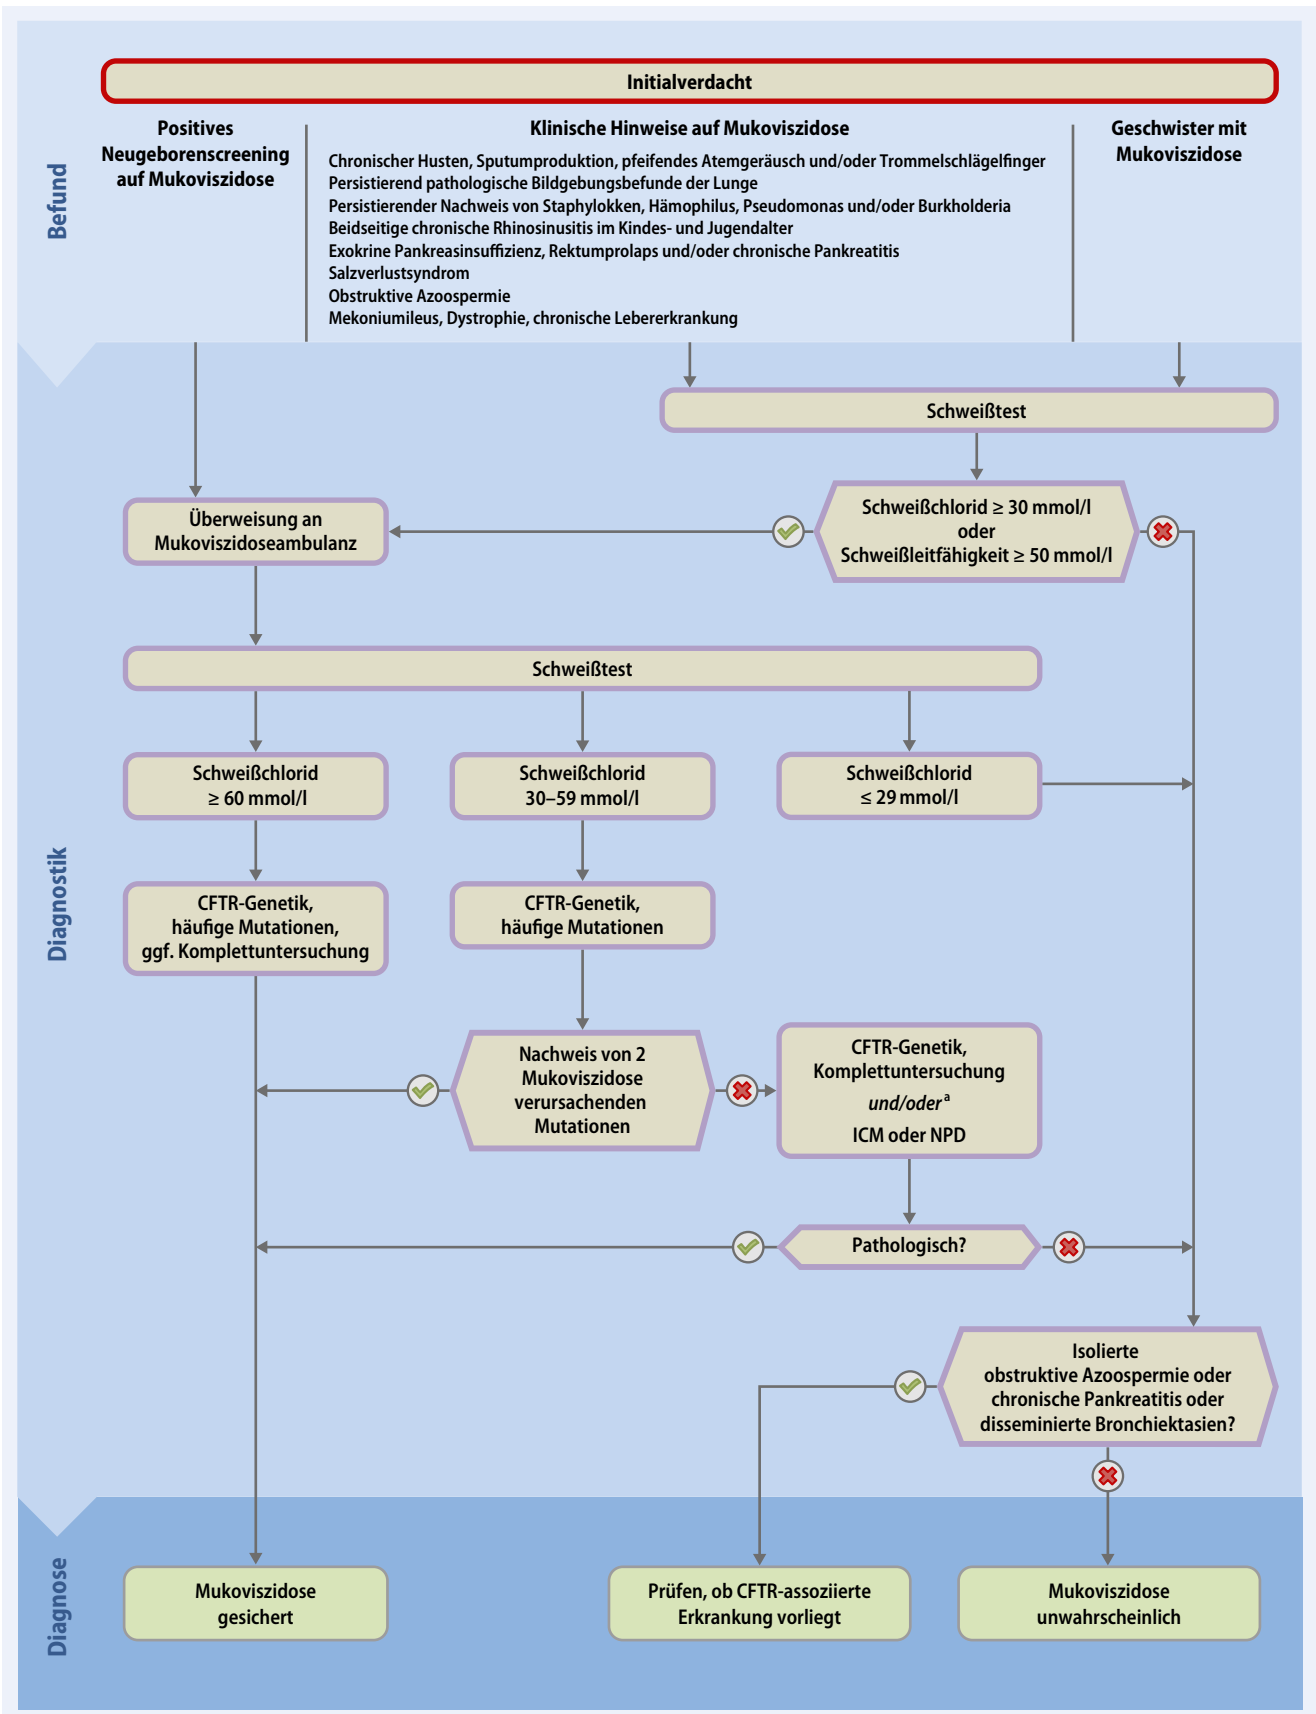 Initialverdacht
Befund
Positives
Neugeborenscreening
auf Mukoviszidose
Klinische Hinweise auf Mukoviszidose
Chronischer Husten, Sputumproduktion, pfeifendes Atemgeräusch und/oder Trommelschlägelfinger
Persistierend pathologische Bildgebungsbefunde der Lunge
Persistierender Nachweis von Staphylokken, Hämophilus, Pseudomonas und/oder Burkholderia
Beidseitige chronische Rhinosinusitis im Kindes- und Jugendalter
Exokrine Pankreasinsuffizienz, Rektumprolaps und/oder chronische Pankreatitis
Salzverlustsyndrom
Obstruktive Azoospermie
Mekoniumileus, Dystrophie, chronische Lebererkrankung
Geschwister mit
Mukoviszidose
Diagnostik
Schweißtest
Schweißchlorid ≥ 30 mmol/l
oder
Schweißleitfähigkeit ≥ 50 mmol/l
Überweisung an
Mukoviszidoseambulanz
Schweißtest
Schweißchlorid
≥ 60 mmol/l
Schweißchlorid
30–59 mmol/l
Schweißchlorid
≤ 29 mmol/l
CFTR-Genetik,
häufige Mutationen,
ggf. Komplettuntersuchung
CFTR-Genetik,
häufige Mutationen
Nachweis von 2
Mukoviszidose
verursachenden
Mutationen
CFTR-Genetik,
Komplettuntersuchung
und/oder a
ICM oder NPD
Pathologisch?
Isolierte
obstruktive Azoospermie oder
chronische Pankreatitis oder
disseminierte Bronchiektasien?
Diagnose
Mukoviszidose
gesichert
Prüfen, ob CFTR-assoziierte
Erkrankung vorliegt
Mukoviszidose
unwahrscheinlich